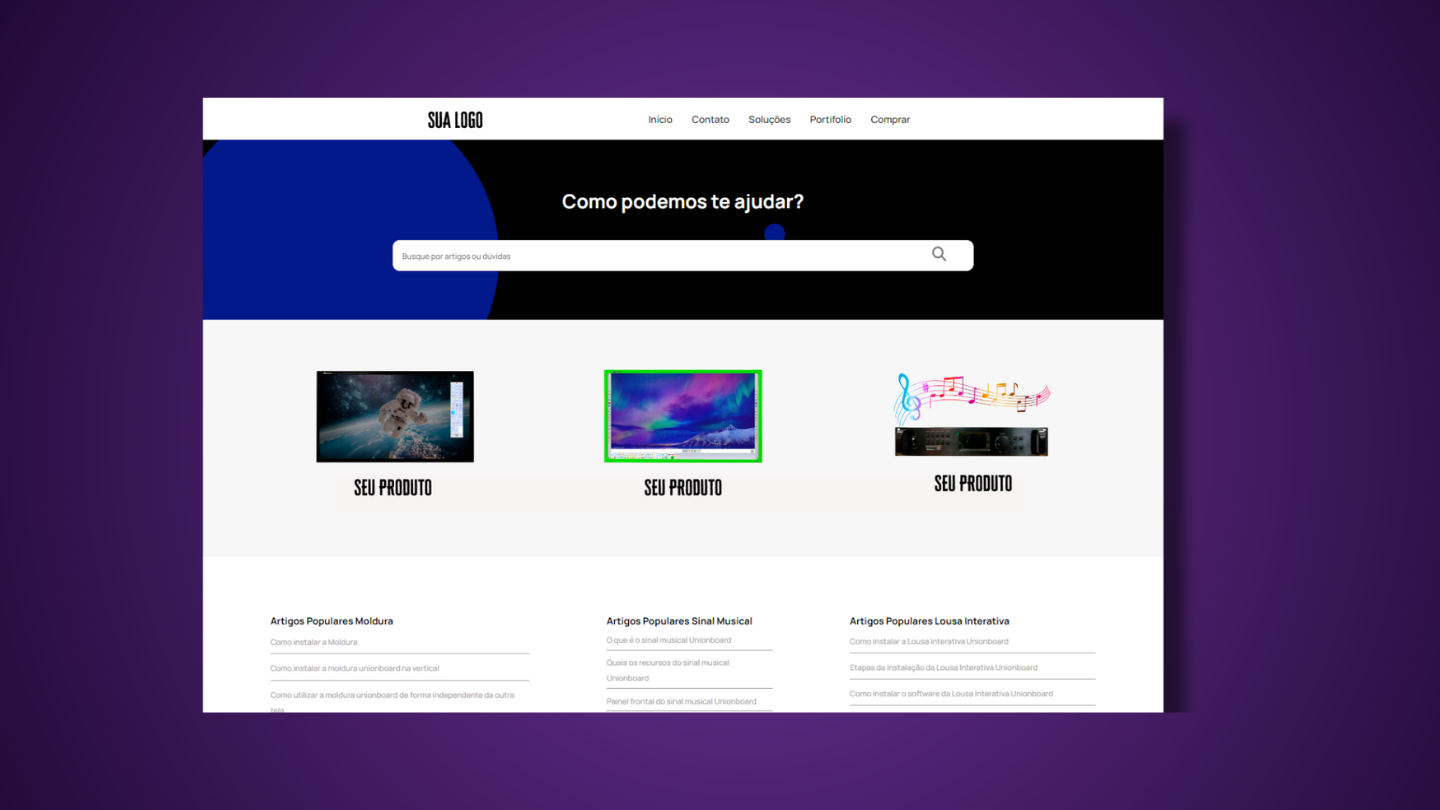 SUA LOGO
Início Contato Soluções Portifolío Comprar
Como podemos te ajudar?
Busque por artigos ou dúvidas
SEU PRODUTO
SEU PRODUTO
SEU PRODUTO
Artigos Populares Moldura
Como instalar a Moldura
Como instalar a moldura unionboard na vertical
Como utilizar a moldura unionboard de forma independente da outra
tela
Artigos Populares Sinal Musical
O que é o sinal musical Unionboard
Quais os recursos do sinal musical
Unionboard
Painel frontal do sinal musical Unionboard
Artigos Populares Lousa Interativa
Como instalar a Lousa Interativa Unionboard
Etapas da instalação da Lousa Interativa Unionboard
Como instalar o software da Lousa Interativa Unionboard